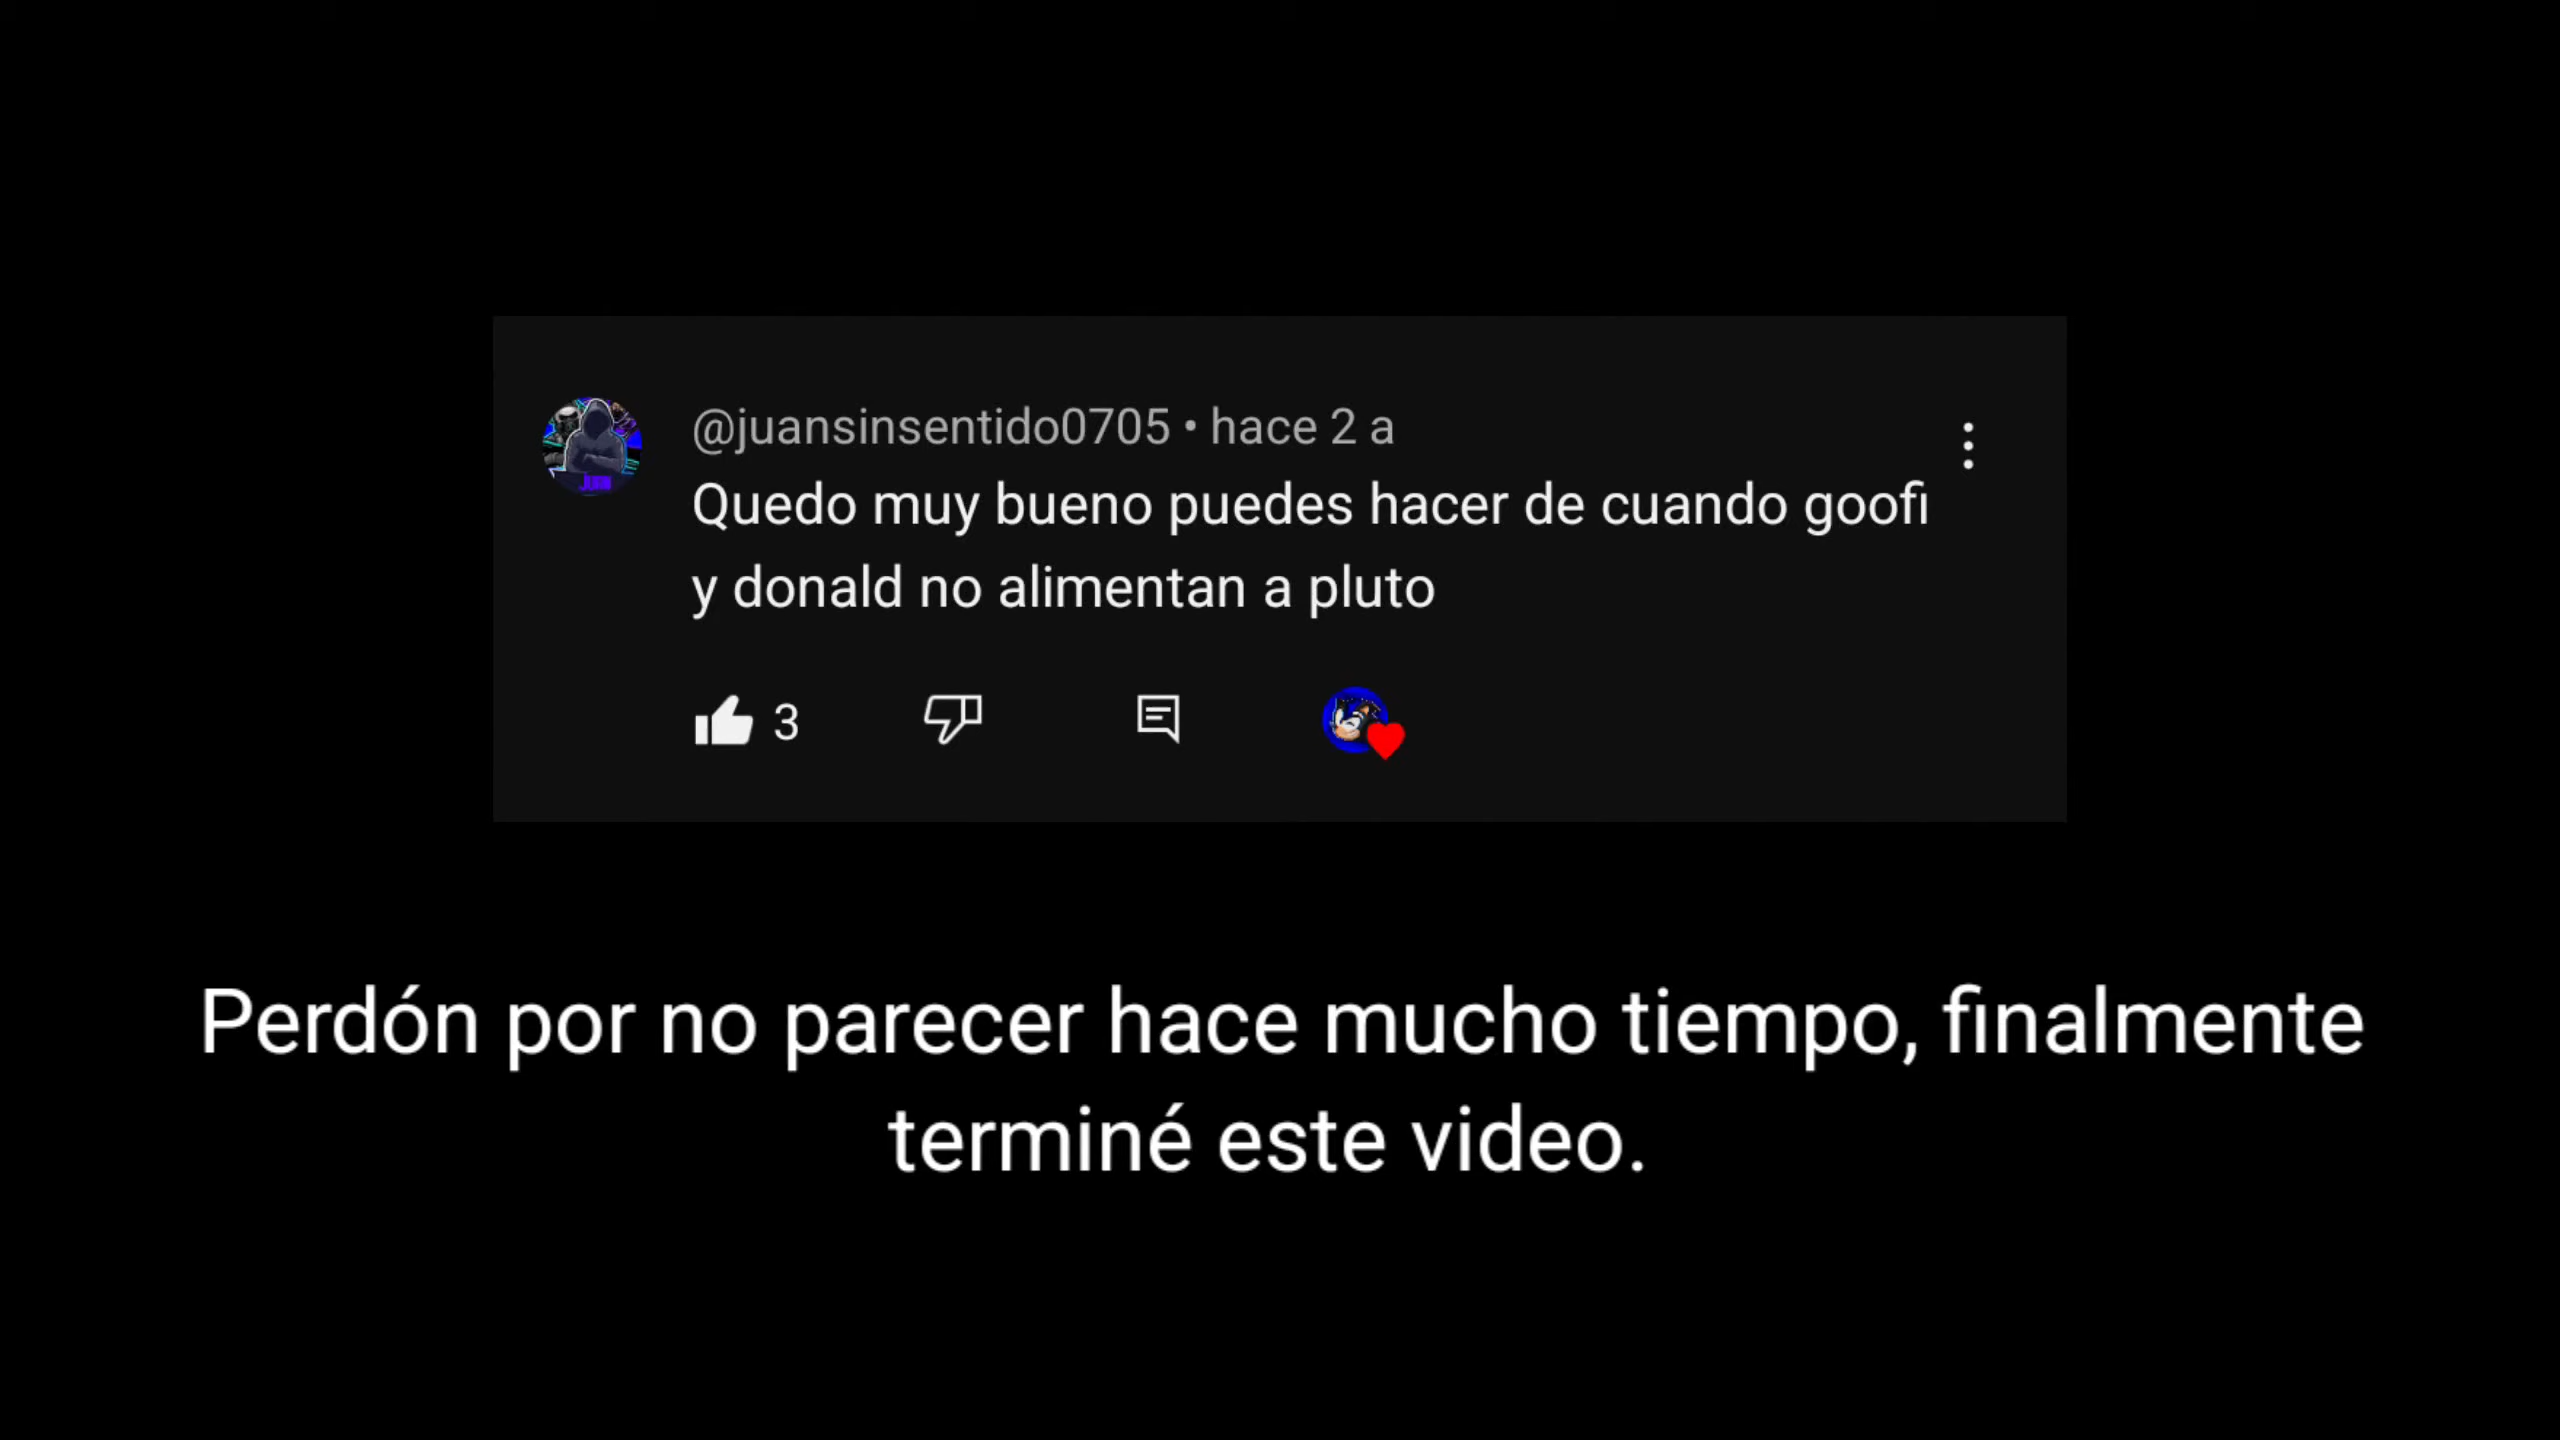 @juansinsentido0705 • hace 2 a
Quedo muy bueno puedes hacer de cuando goofi
y donald no alimentan a pluto
3
Perdón por no parecer hace mucho tiempo, finalmente
terminé este video.